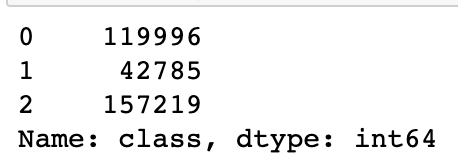 0    119996
1     42785
2    157219
Name: class, dtype: int64